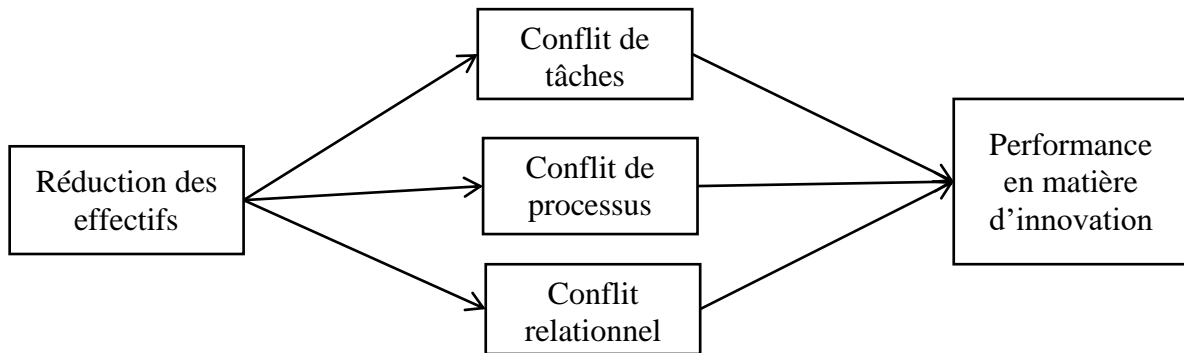 Réduction des
effectifs
Conflit de
tâches
Conflit de
processus
Conflit
relationnel
Performance
en matière
d’innovation